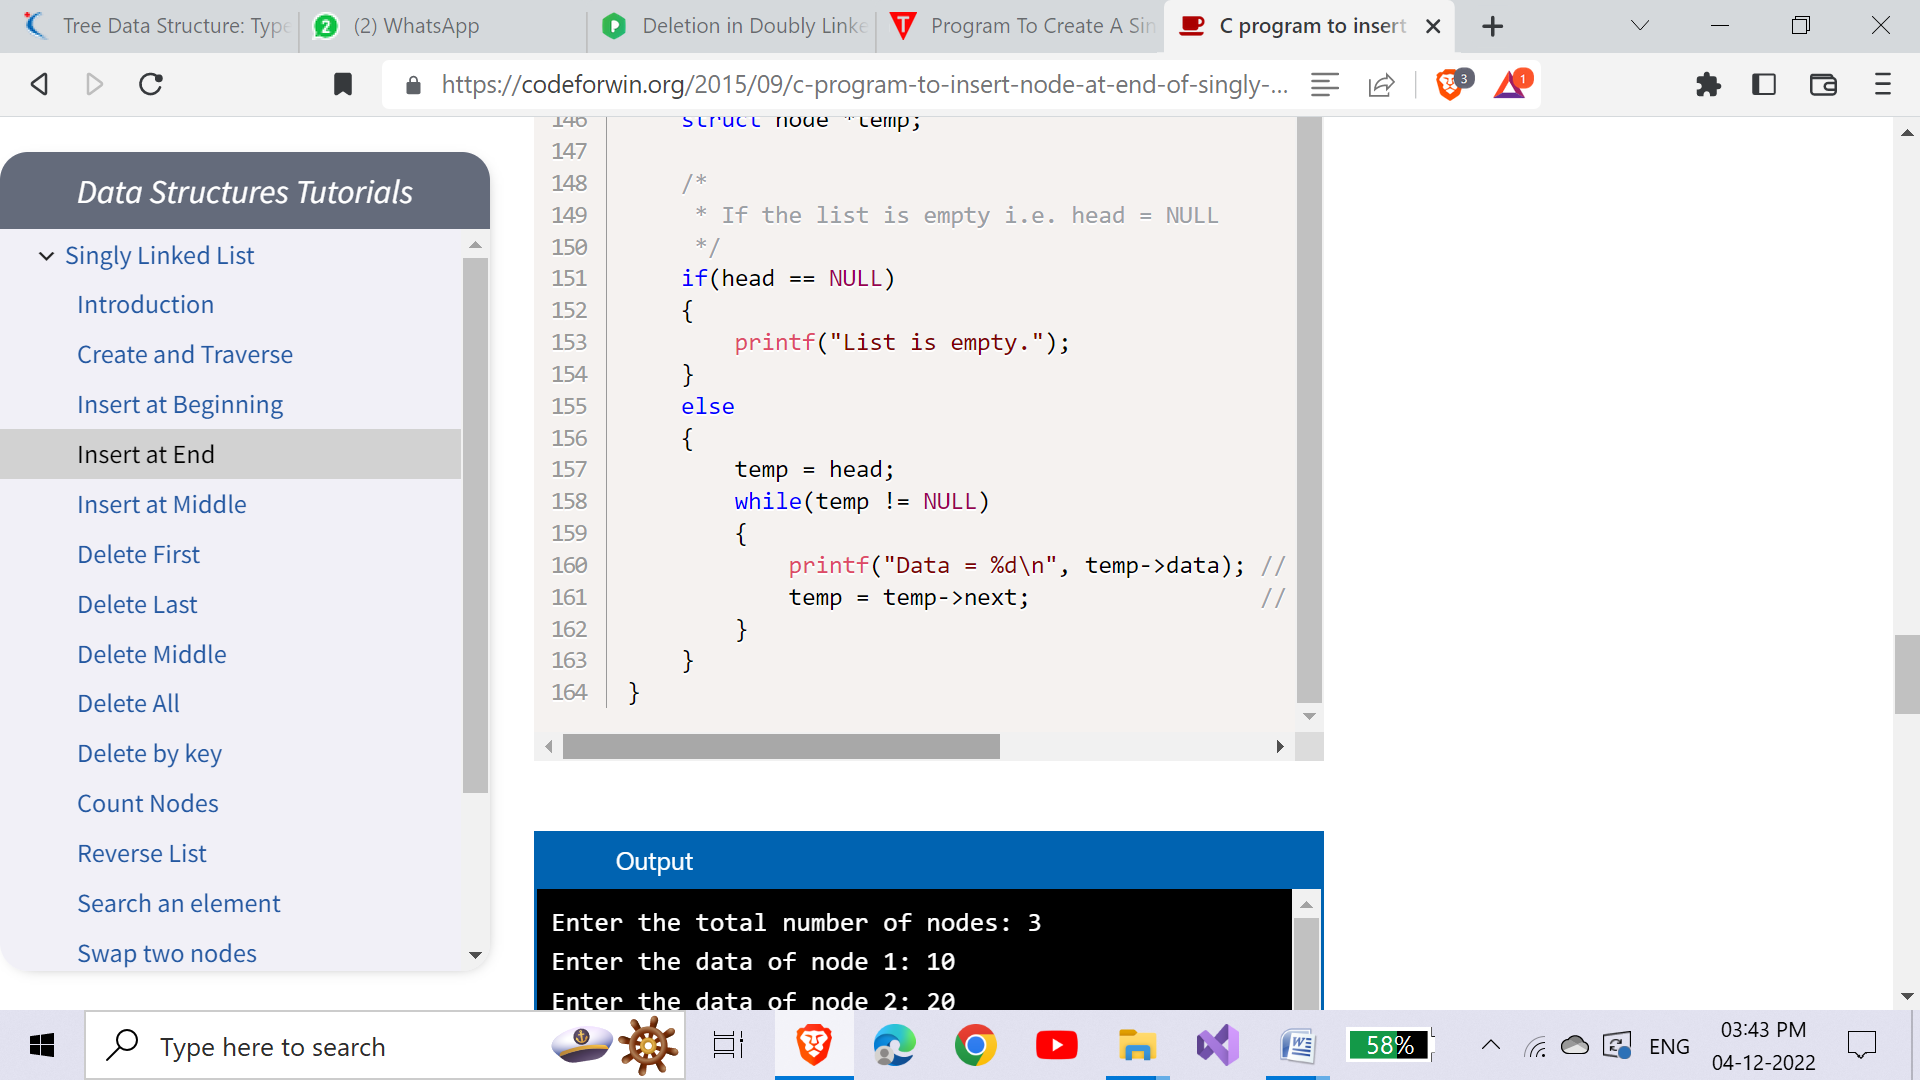 Tree Data Structure: Type
(2) WhatsApp
Deletion in Doubly Linke
Program To Create A Sin
C program to insert
https://codeforwin.org/2015/09/c-program-to-insert-node-at-end-of-singly-...
3
1
Data Structures Tutorials
Singly Linked List
Introduction
Create and Traverse
Insert at Beginning
Insert at End
Insert at Middle
Delete First
Delete Last
Delete Middle
Delete All
Delete by key
Count Nodes
Reverse List
Search an element
Swap two nodes
146 struct node *temp;
147
148 /*
149 * If the list is empty i.e. head = NULL
150 */
151 if(head == NULL)
152 {
153 printf("List is empty.");
154 }
155 else
156 {
157 temp = head;
158 while(temp != NULL)
159 {
160 printf("Data = %d\n", temp->data); //
161 temp = temp->next; //
162 }
163 }
164 }
Output
Enter the total number of nodes: 3
Enter the data of node 1: 10
Enter the data of node 2: 20
Type here to search
58%
ENG
03:43 PM
04-12-2022